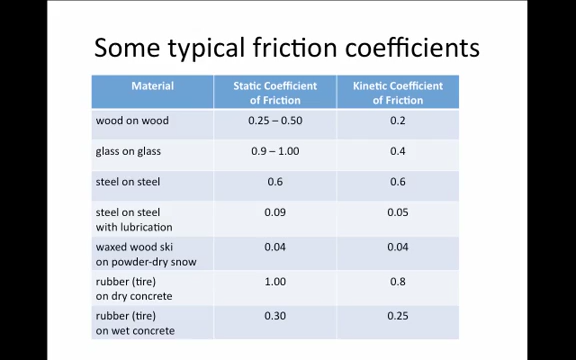 Some typical friction coefficients
Material Static Coefficient Kinetic Coefficient
of Friction of Friction
wood on wood 0.25 – 0.50 0.2
glass on glass 0.9 – 1.00 0.4
steel on steel 0.6 0.6
steel on steel 0.09 0.05
with lubrication
waxed wood ski 0.04 0.04
on powder-dry snow
rubber (tire) 1.00 0.8
on dry concrete
rubber (tire) 0.30 0.25
on wet concrete